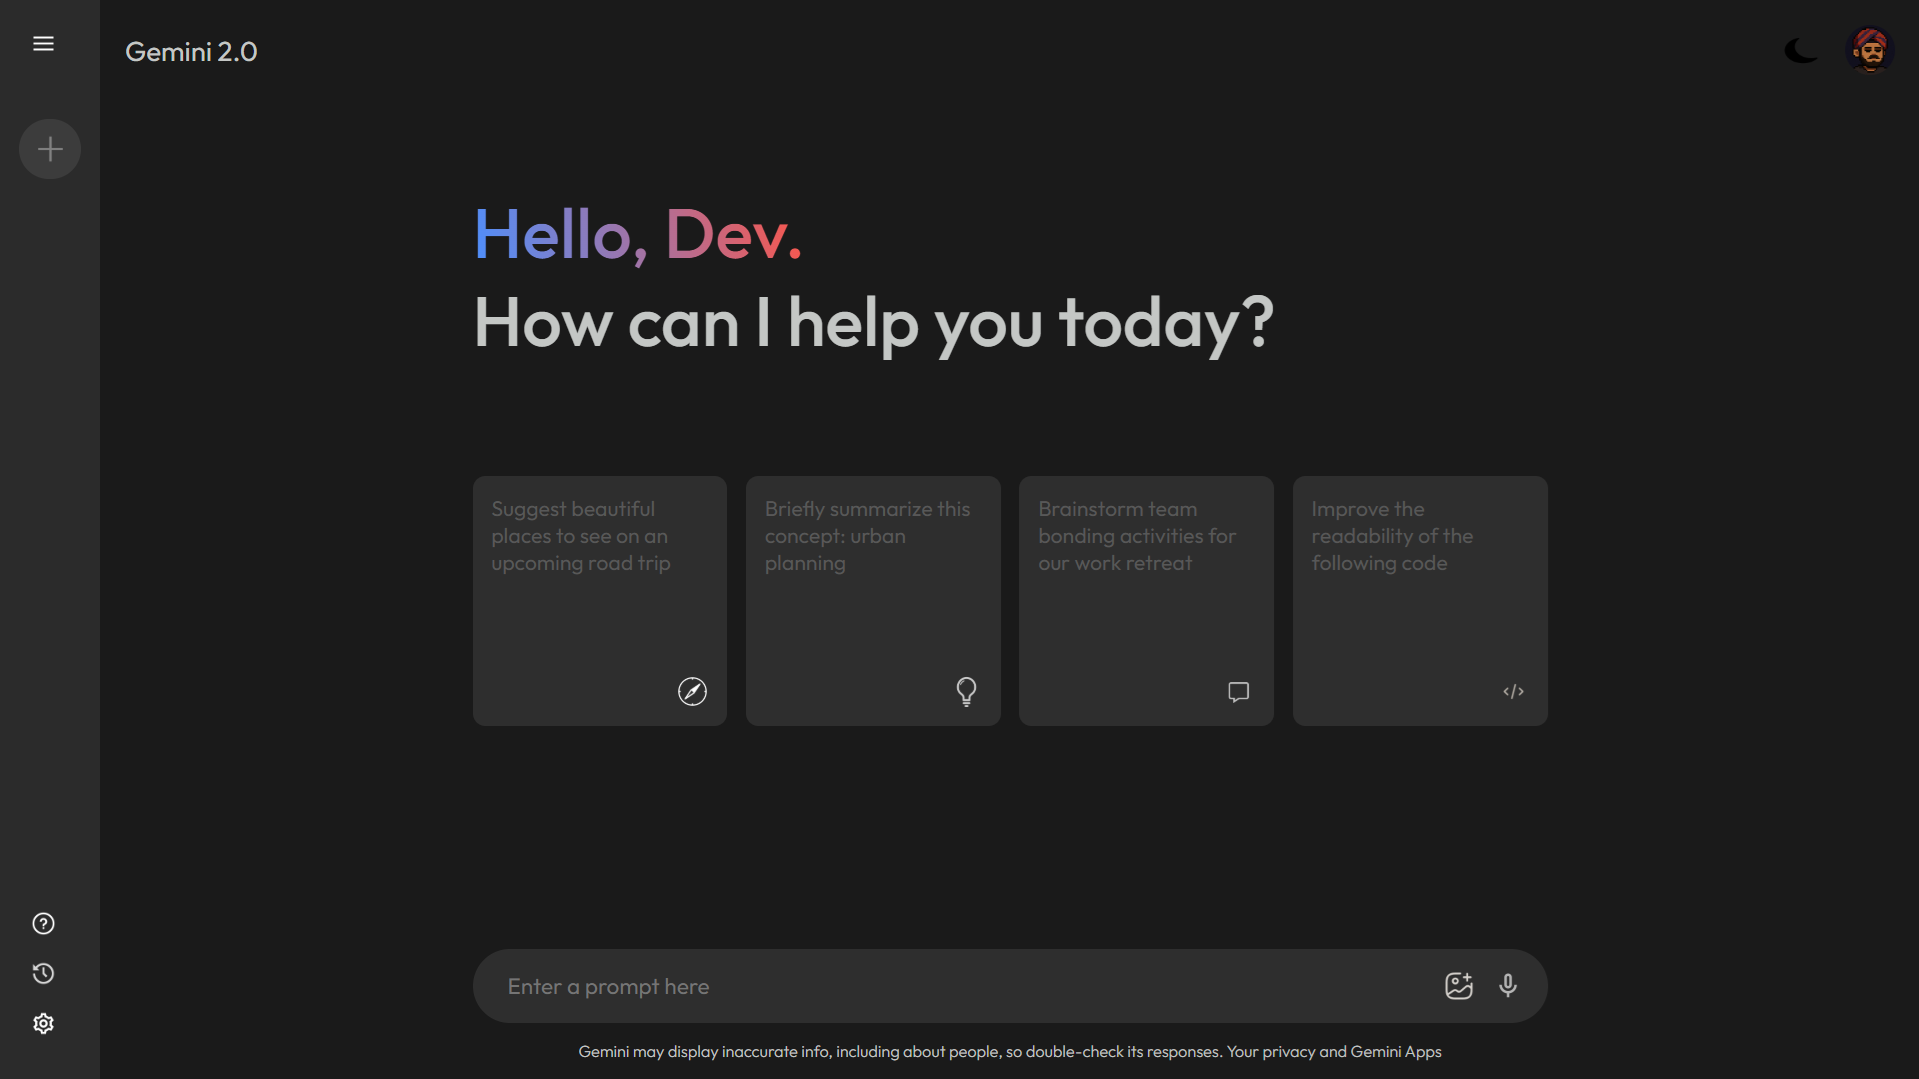 Gemini 2.0
Hello, Dev.
How can I help you today?
Suggest beautiful
places to see on an
upcoming road trip
Briefly summarize this
concept: urban
planning
Brainstorm team
bonding activities for
our work retreat
Improve the
readability of the
following code
Enter a prompt here
Gemini may display inaccurate info, including about people, so double-check its responses. Your privacy and Gemini Apps